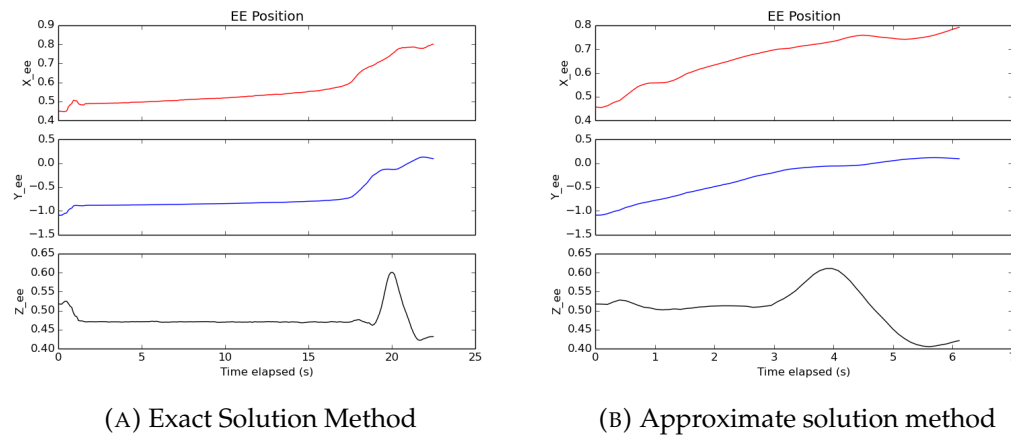 EE Position
0.9
0.8
0.7
0.6
0.5
0.4
X_ee
0.5
0.0
−0.5
−1.0
−1.5
Y_ee
0.65
0.60
0.55
0.50
0.45
0.40
Z_ee
0 5 10 15 20 25
Time elapsed (s)
(A) Exact Solution Method
EE Position
0.8
0.7
0.6
0.5
0.4
X_ee
0.5
0.0
−0.5
−1.0
−1.5
Y_ee
0.65
0.60
0.55
0.50
0.45
0.40
Z_ee
0 1 2 3 4 5 6 7
Time elapsed (s)
(B) Approximate solution method